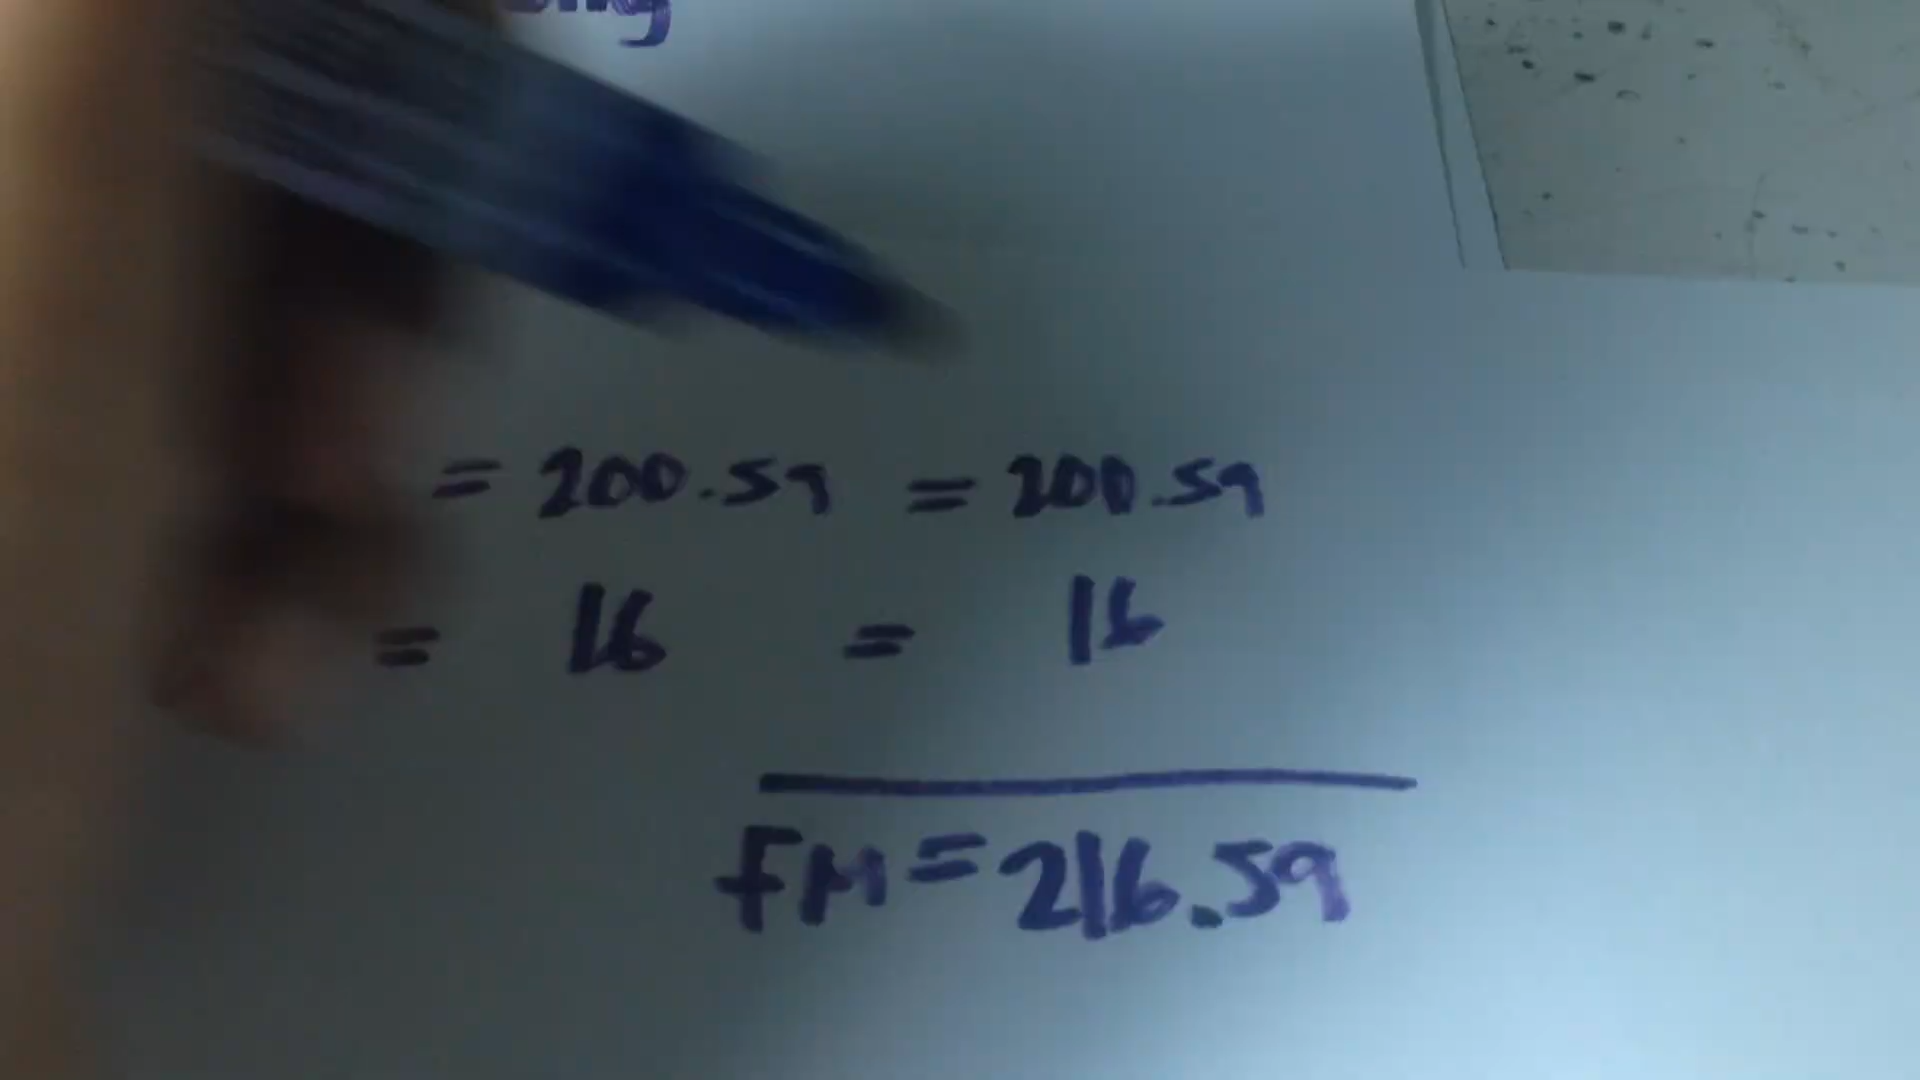 = 200.59 = 200.59
= 16 = 16
FM = 216.59